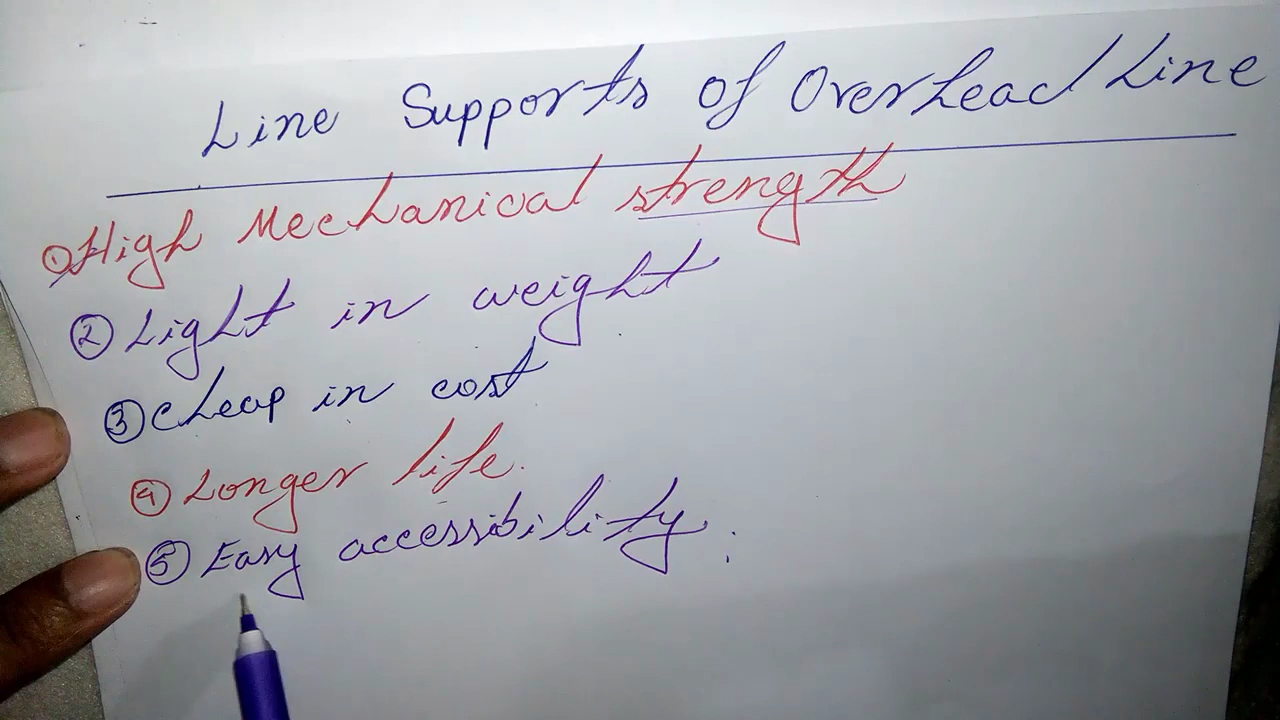 Line Supports of Overhead Line
① High Mechanical strength
② Light in weight
③ Cheap in cost
④ Longer life.
⑤ Easy accessibility